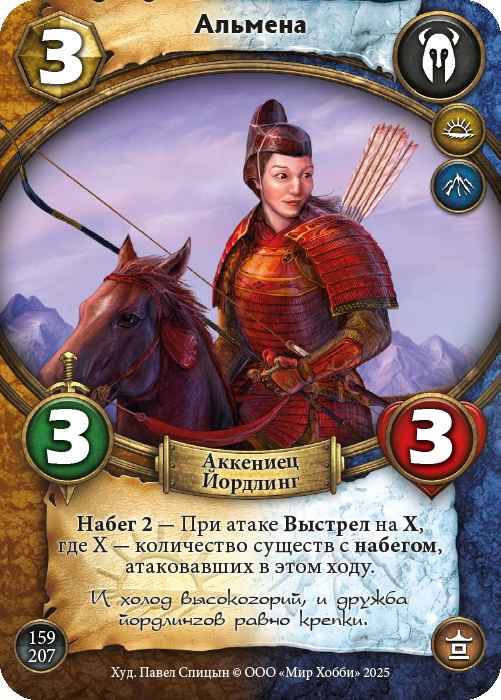 Альмена
3
3
3
Аккениец
Йордлинг
Набег 2 — При атаке Выстрел на X,
где X — количество существ с набегом,
атаковавших в этом ходу.
И холод высокогорий, и дружба
йордлингов равно крепки.
159
207
Худ. Павел Спицын © ООО «Мир Хобби» 2025